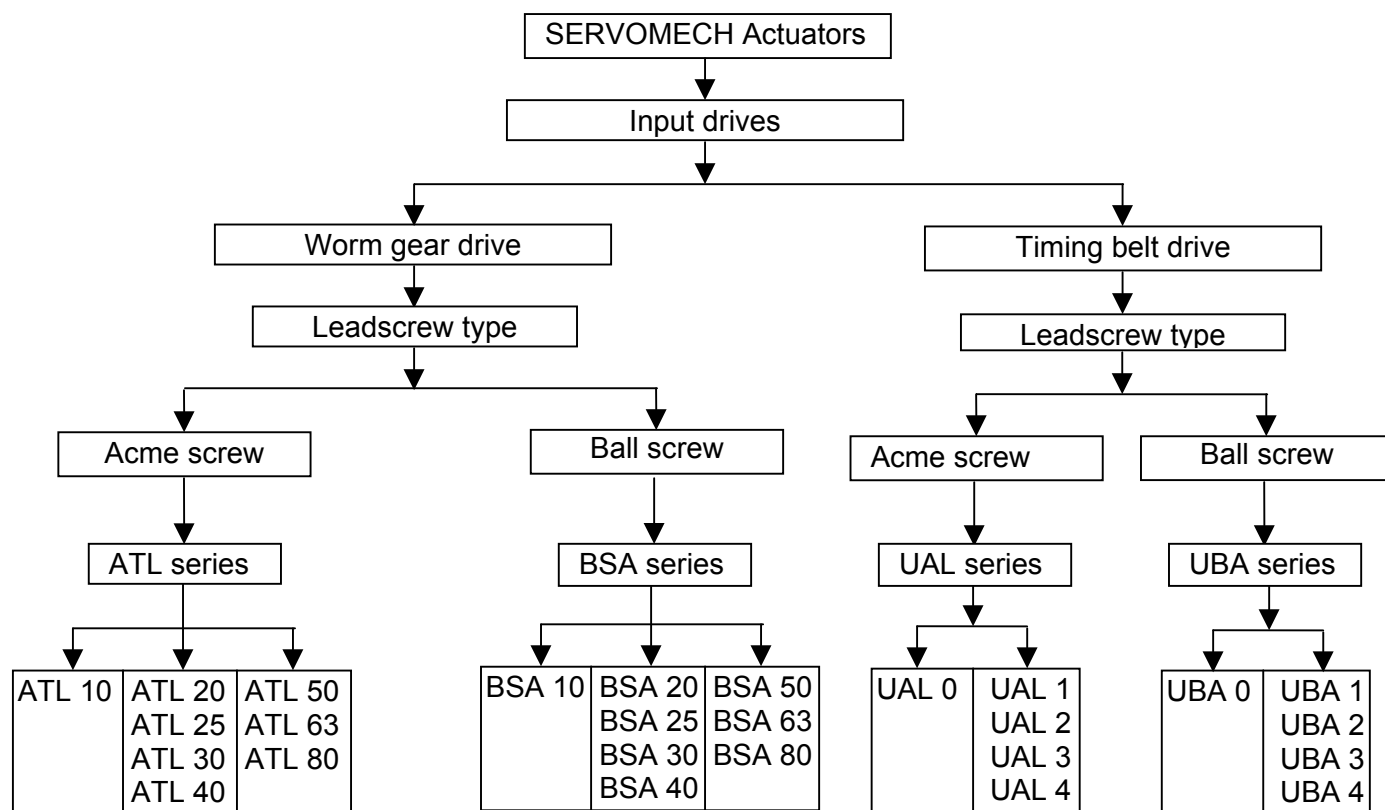 SERVOMECH Actuators
Input drives
Worm gear drive
Timing belt drive
Leadscrew type
Leadscrew type
Acme screw
Ball screw
Acme screw
Ball screw
ATL series
BSA series
UAL series
UBA series
ATL 10
ATL 20
ATL 25
ATL 30
ATL 40
ATL 50
ATL 63
ATL 80
BSA 10
BSA 20
BSA 25
BSA 30
BSA 40
BSA 50
BSA 63
BSA 80
UAL 0
UAL 1
UAL 2
UAL 3
UAL 4
UBA 0
UBA 1
UBA 2
UBA 3
UBA 4